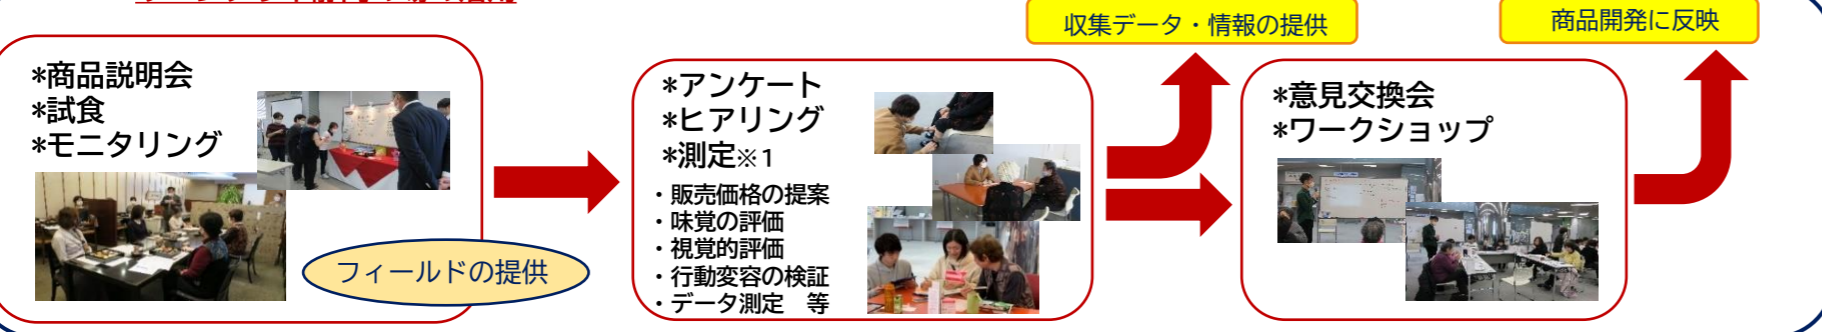 収集データ・情報の提供
商品開発に反映
*商品説明会
*試食
*モニタリング
フィールドの提供
*アンケート
*ヒアリング
*測定※1
・販売価格の提案
・味覚の評価
・視覚的評価
・行動変容の検証
・データ測定　等
*意見交換会
*ワークショップ